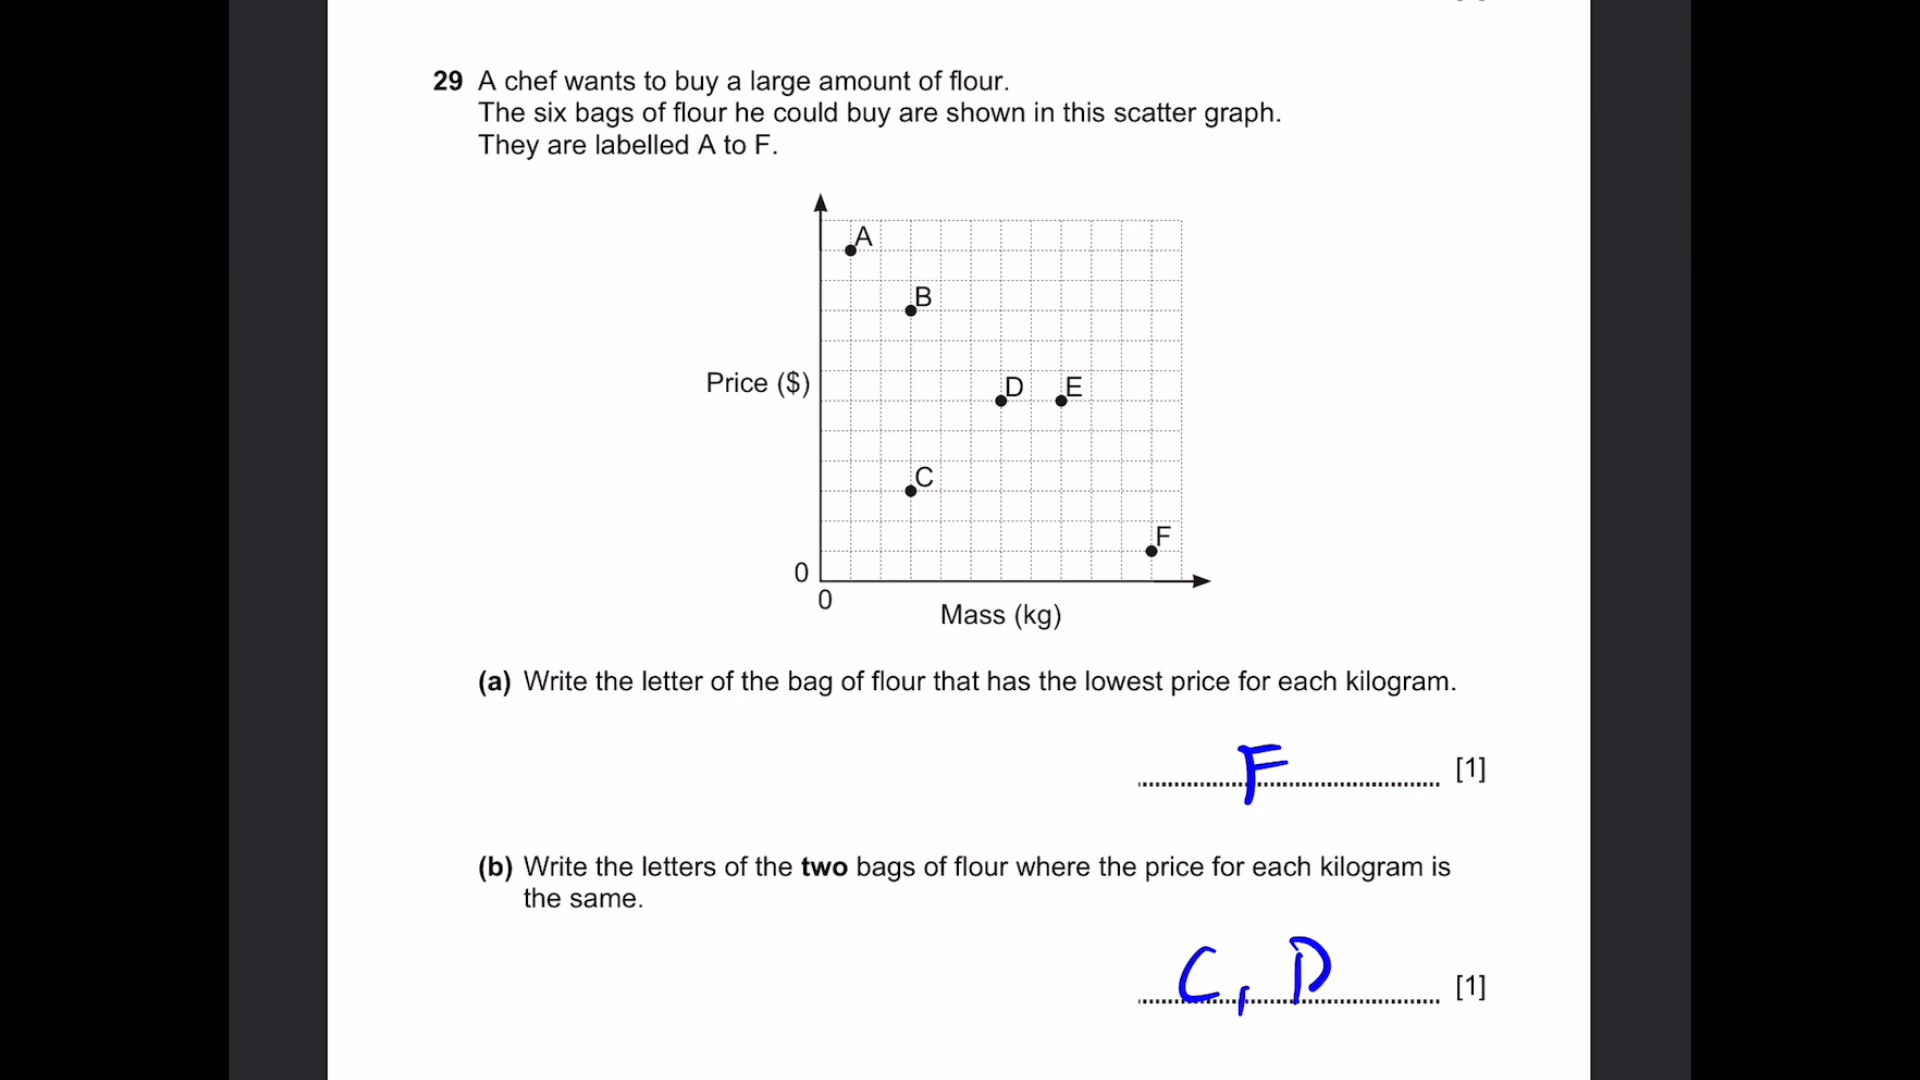 29 A chef wants to buy a large amount of flour.
The six bags of flour he could buy are shown in this scatter graph.
They are labelled A to F.
A
B
Price ($)
D E
C
F
0
0
Mass (kg)
(a) Write the letter of the bag of flour that has the lowest price for each kilogram.
F [1]
(b) Write the letters of the two bags of flour where the price for each kilogram is
the same.
C, D [1]